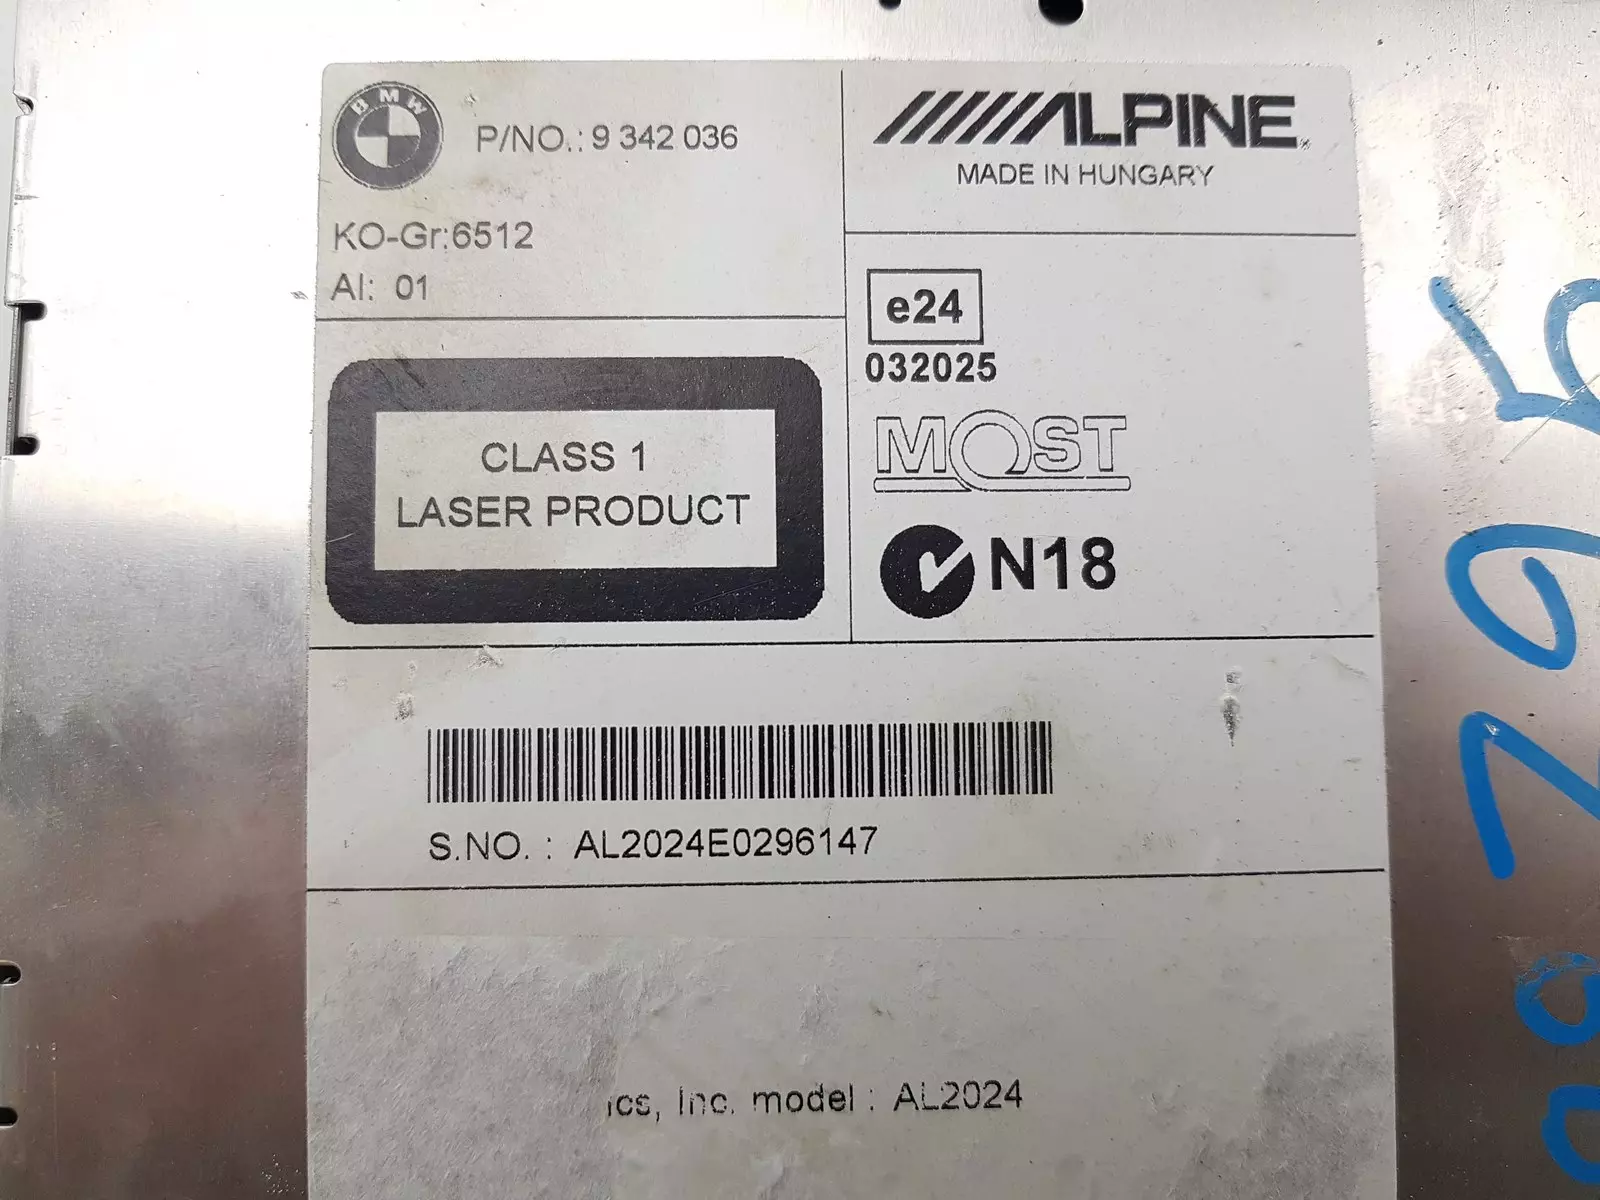 BMW
P/NO.: 9 342 036
KO-Gr:6512
AI: 01
ALPINE
MADE IN HUNGARY
e24
032025
MOST
N18
CLASS 1
LASER PRODUCT
S.NO. : AL2024E0296147
Inc. model : AL2024